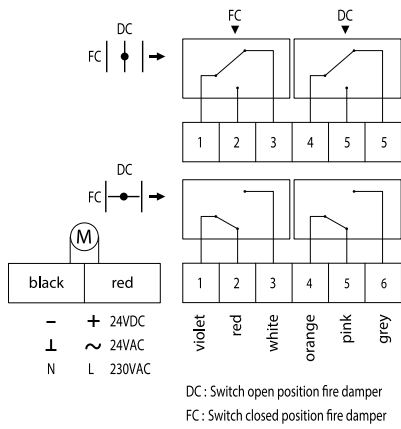 FC DC
DC
FC
1 2 3 4 5 5
DC
FC
M
black red
1 2 3 4 5 6
− + 24VDC
⊥ ~ 24VAC
N L 230VAC
violet red white orange pink grey
DC : Switch open position fire damper
FC : Switch closed position fire damper